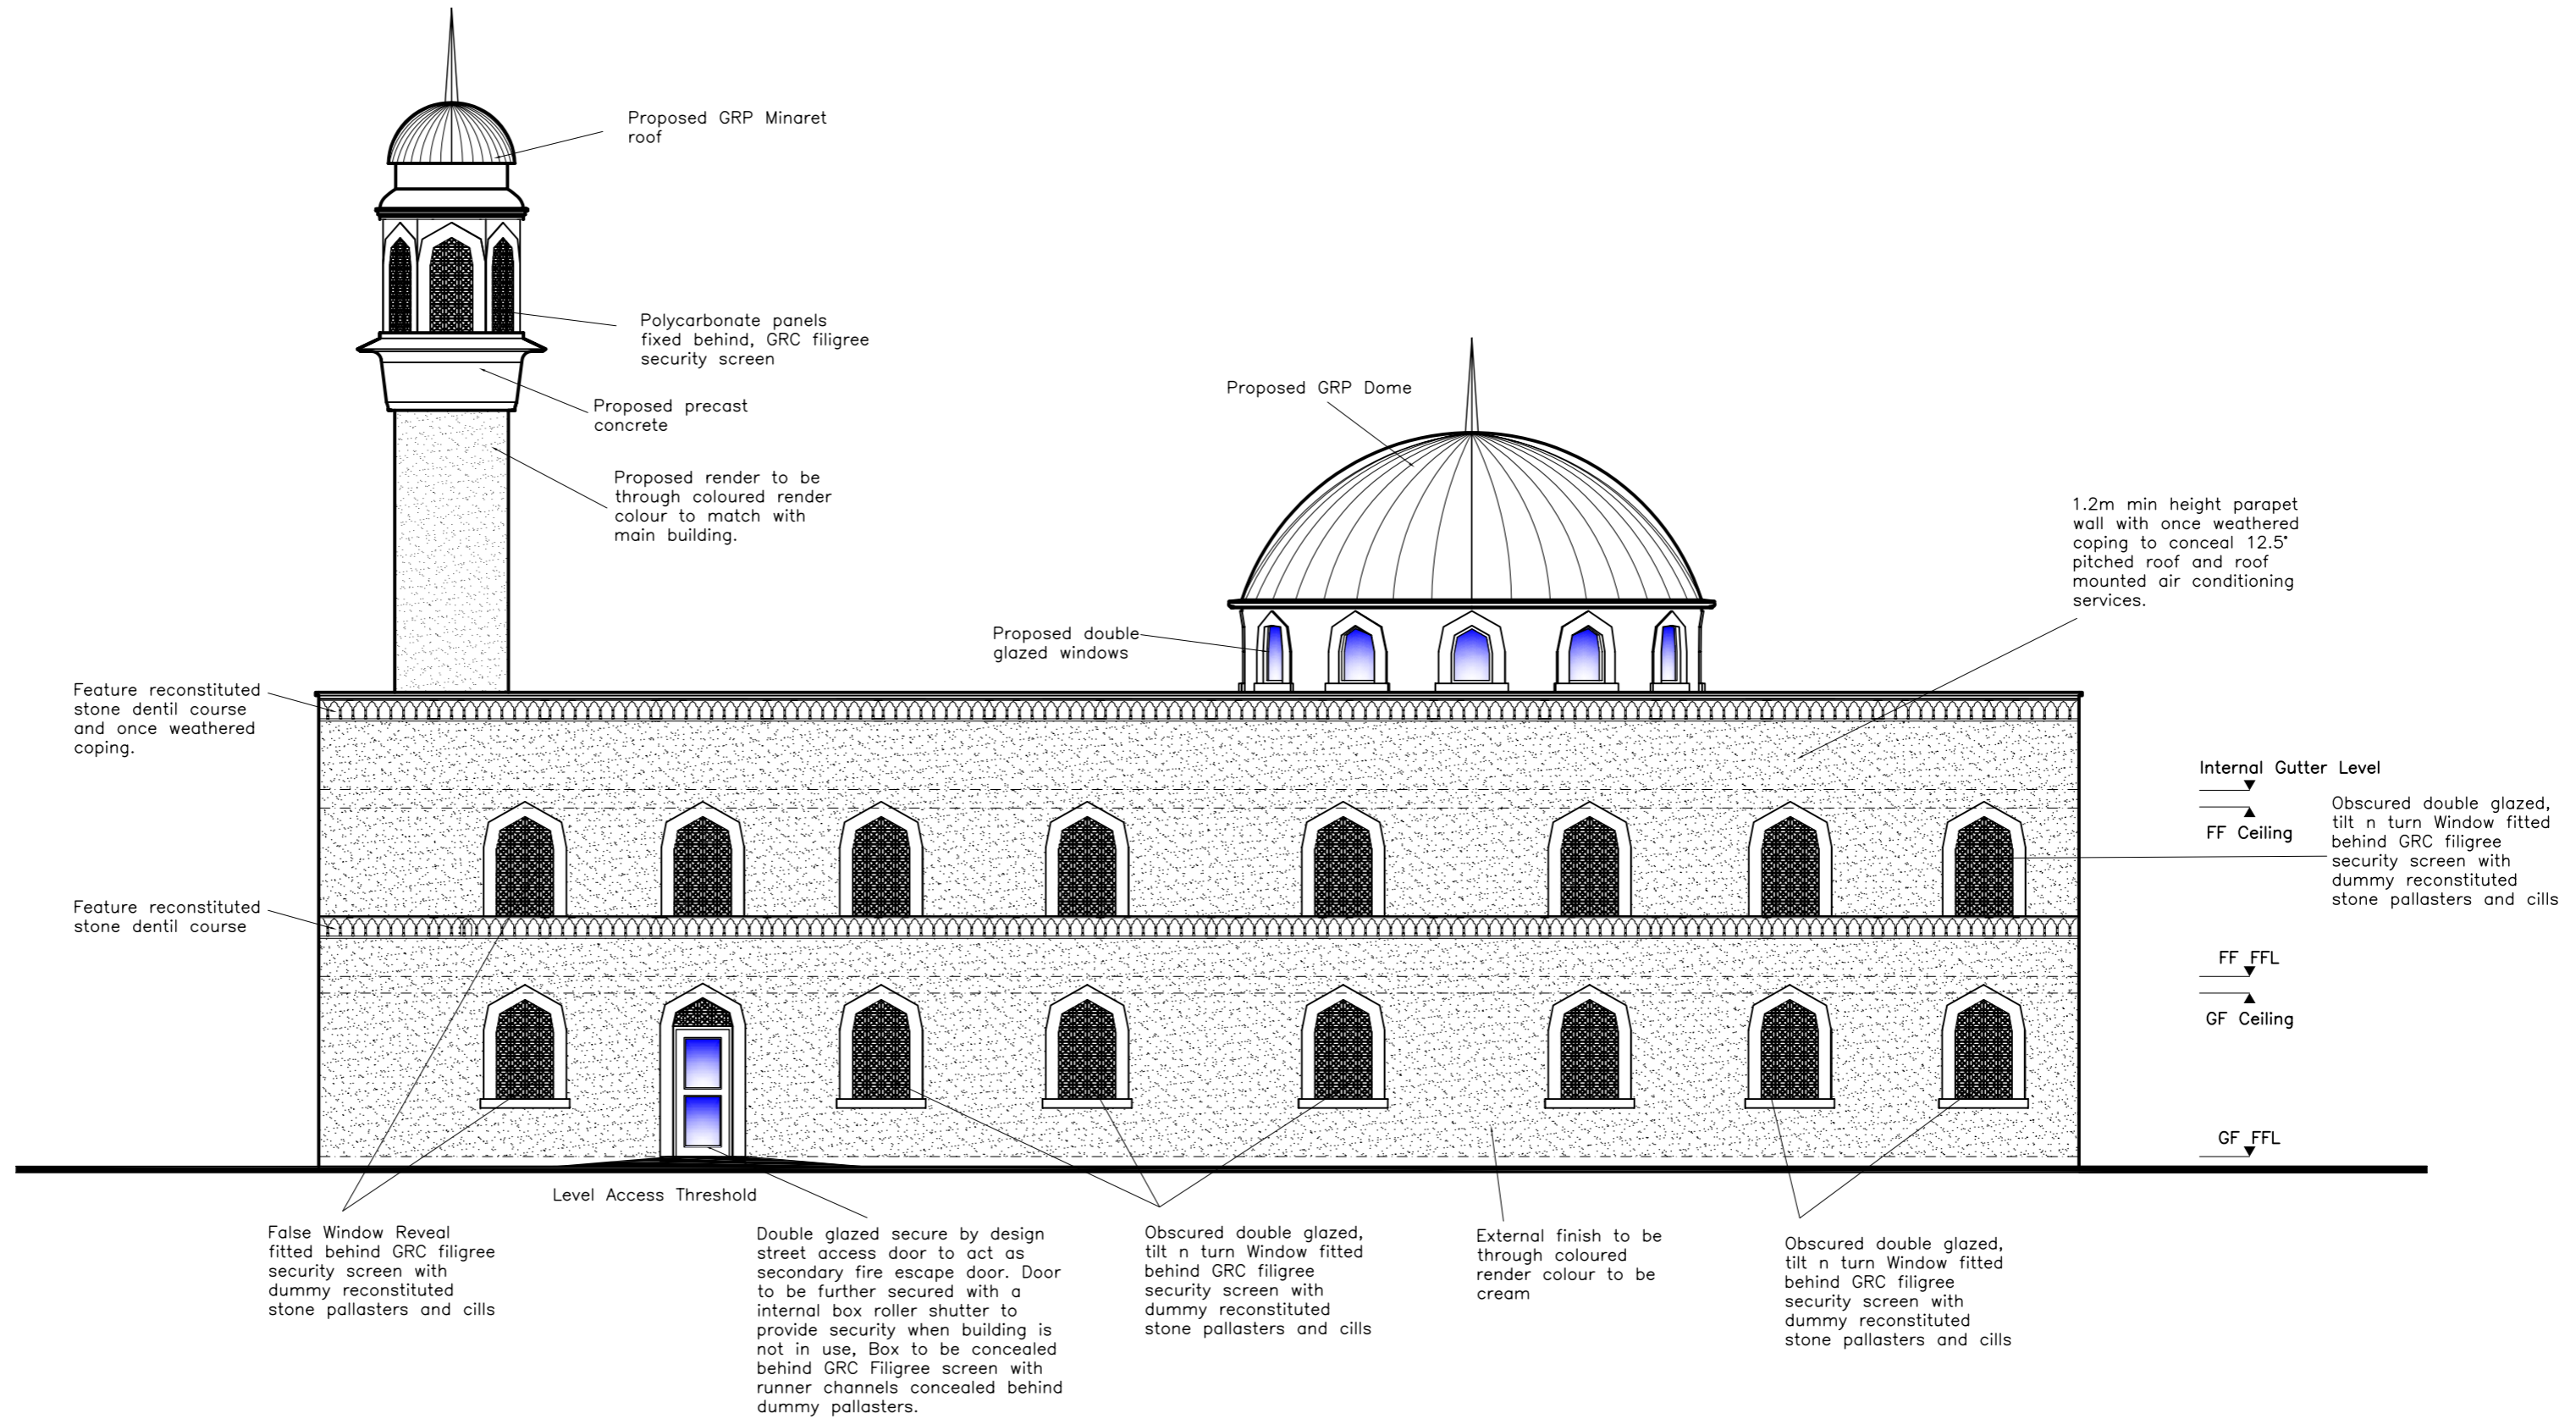 Proposed GRP Minaret
roof
Polycarbonate panels
fixed behind, GRC filigree
security screen
Proposed precast
concrete
Proposed render to be
through coloured render
colour to match with
main building.
Proposed GRP Dome
1.2m min height parapet
wall with once weathered
coping to conceal 12.5°
pitched roof and roof
mounted air conditioning
services.
Proposed double
glazed windows
Feature reconstituted
stone dentil course
and once weathered
coping.
Internal Gutter Level
FF Ceiling
Obscured double glazed,
tilt n turn Window fitted
behind GRC filigree
security screen with
dummy reconstituted
stone pallasters and cills
Feature reconstituted
stone dentil course
FF FFL
GF Ceiling
GF FFL
Level Access Threshold
False Window Reveal
fitted behind GRC filigree
security screen with
dummy reconstituted
stone pallasters and cills
Double glazed secure by design
street access door to act as
secondary fire escape door. Door
to be further secured with a
internal box roller shutter to
provide security when building is
not in use, Box to be concealed
behind GRC Filigree screen with
runner channels concealed behind
dummy pallasters.
Obscured double glazed,
tilt n turn Window fitted
behind GRC filigree
security screen with
dummy reconstituted
stone pallasters and cills
External finish to be
through coloured
render colour to be
cream
Obscured double glazed,
tilt n turn Window fitted
behind GRC filigree
security screen with
dummy reconstituted
stone pallasters and cills